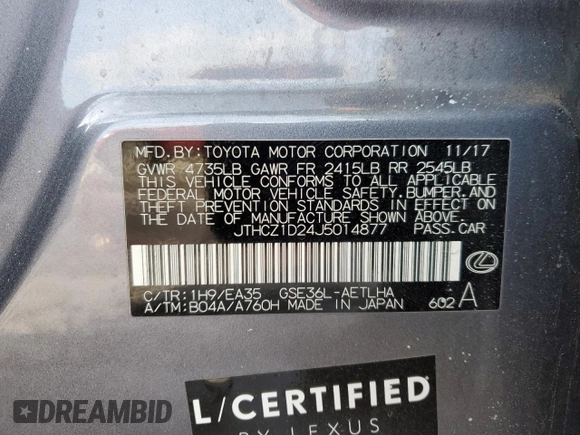 MFD.BY:TOYOTA MOTOR CORPORATION 11/17
GVWR 4735LB GAWR FR 2415LB RR 2545LB
THIS VEHICLE CONFORMS TO ALL APPLICABLE
FEDERAL MOTOR VEHICLE SAFETY,BUMPER,AND
THEFT PREVENTION STANDARDS IN EFFECT ON
THE DATE OF MANUFACTURE SHOWN ABOVE.
JTHCZ1D24J5014877 PASS.CAR
C/TR:1H9/EA35 GSE36L-AETLHA
A/TM:B04A/A760H MADE IN JAPAN 602 A
L/CERTIFIED
BY LEXUS
DREAMBID